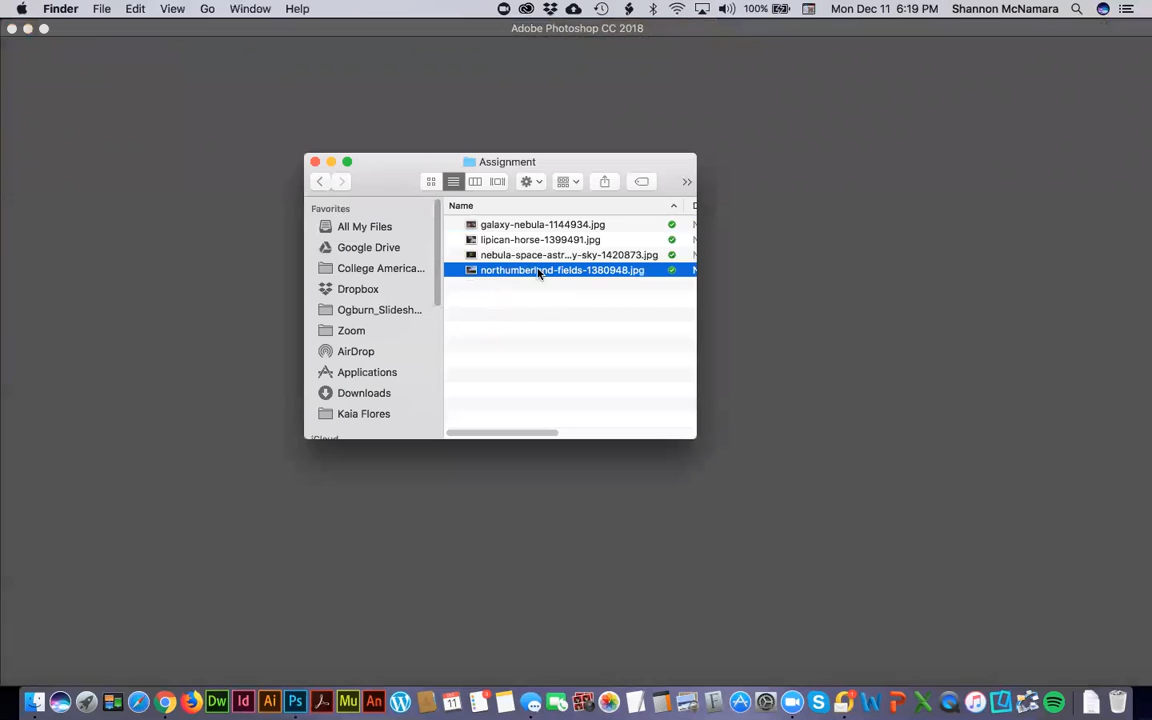 Finder File Edit View Go Window Help 100% Mon Dec 11 6:19 PM Shannon McNamara
Adobe Photoshop CC 2018
Assignment
Favorites
All My Files
Google Drive
College America...
Dropbox
Ogburn_Slidesh...
Zoom
AirDrop
Applications
Downloads
Kaia Flores
Name
galaxy-nebula-1144934.jpg
lipican-horse-1399491.jpg
nebula-space-astr...y-sky-1420873.jpg
northumberland-fields-1380948.jpg
Dw Id Ai Ps Mu An